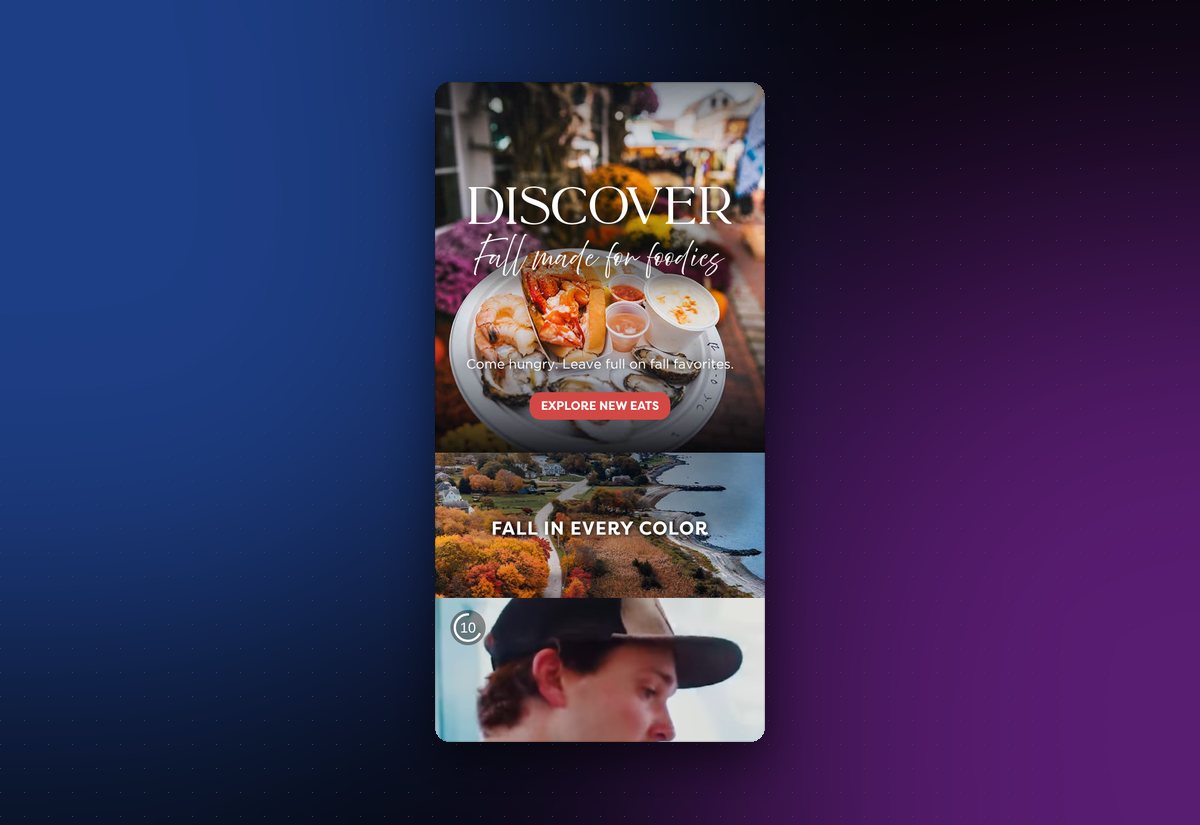 DISCOVER
Fall made for foodies
Come hungry. Leave full on fall favorites.
EXPLORE NEW EATS
FALL IN EVERY COLOR
10